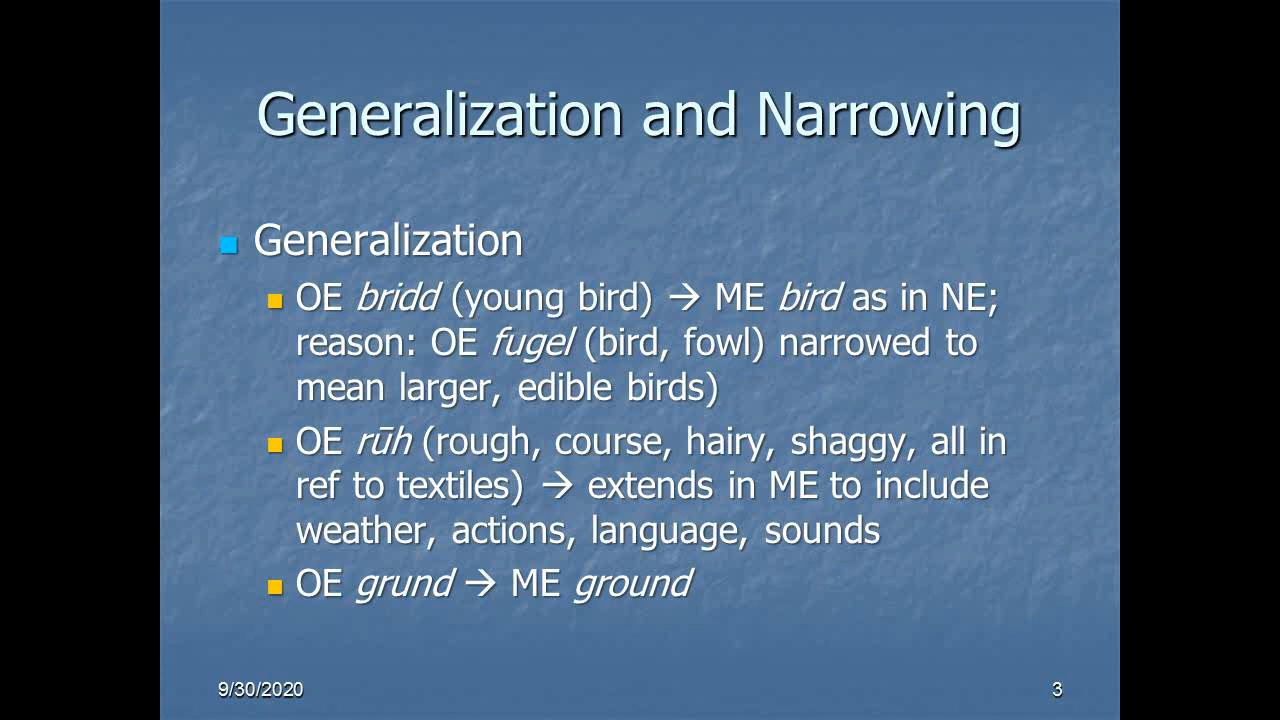 Generalization and Narrowing
Generalization
OE bridd (young bird) → ME bird as in NE;
reason: OE fugel (bird, fowl) narrowed to
mean larger, edible birds)
OE rūh (rough, course, hairy, shaggy, all in
ref to textiles) → extends in ME to include
weather, actions, language, sounds
OE grund → ME ground
9/30/2020
3